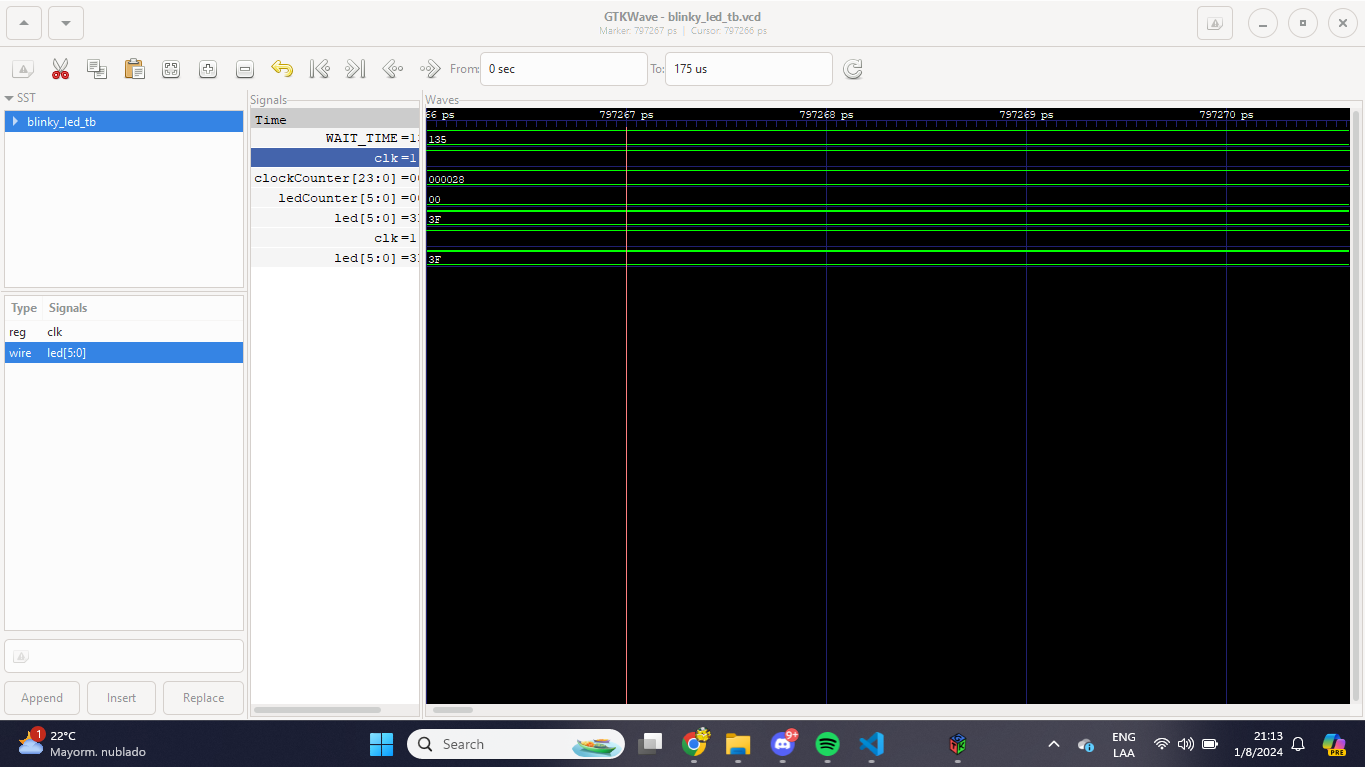 GTKWave - blinky_led_tb.vcd
Marker: 797267 ps | Cursor: 797266 ps
From: 0 sec To: 175 us
SST
blinky_led_tb
Type Signals
reg clk
wire led[5:0]
Append Insert Replace
Signals
Time
WAIT_TIME =1
clk =1
clockCounter[23:0] =0
ledCounter[5:0] =0
led[5:0] =3
clk =1
led[5:0] =3
Waves
66 ps 797267 ps 797268 ps 797269 ps 797270 ps
135
000028
00
3F
3F
1
22°C
Mayorm. nublado
Search
9+
ENG
LAA
21:13
1/8/2024
PRE